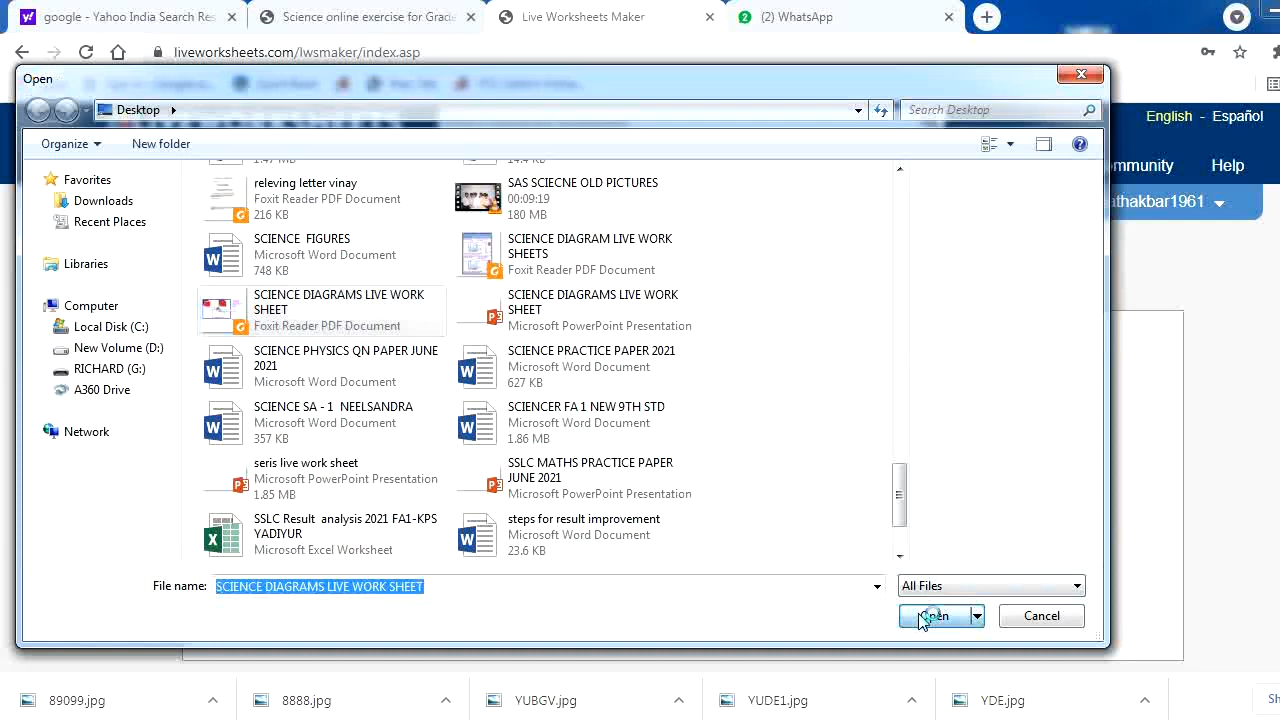 google - Yahoo India Search Res
Science online exercise for Grade
Live Worksheets Maker
(2) WhatsApp
liveworksheets.com/lwsmaker/index.asp
Open
Desktop
Search Desktop
English - Español
Organize
New folder
mmunity
Help
athakbar1961
Favorites
Downloads
Recent Places
Libraries
Computer
Local Disk (C:)
New Volume (D:)
RICHARD (G:)
A360 Drive
Network
releving letter vinay
Foxit Reader PDF Document
216 KB
SAS SCIECNE OLD PICTURES
00:09:19
180 MB
SCIENCE FIGURES
Microsoft Word Document
748 KB
SCIENCE DIAGRAM LIVE WORK
SHEETS
Foxit Reader PDF Document
SCIENCE DIAGRAMS LIVE WORK
SHEET
Foxit Reader PDF Document
SCIENCE DIAGRAMS LIVE WORK
SHEET
Microsoft PowerPoint Presentation
SCIENCE PHYSICS QN PAPER JUNE
2021
Microsoft Word Document
SCIENCE PRACTICE PAPER 2021
Microsoft Word Document
627 KB
SCIENCE SA - 1 NEELSANDRA
Microsoft Word Document
357 KB
SCIENCER FA 1 NEW 9TH STD
Microsoft Word Document
1.86 MB
seris live work sheet
Microsoft PowerPoint Presentation
1.85 MB
SSLC MATHS PRACTICE PAPER
JUNE 2021
Microsoft PowerPoint Presentation
SSLC Result analysis 2021 FA1-KPS
YADIYUR
Microsoft Excel Worksheet
steps for result improvement
Microsoft Word Document
23.6 KB
File name:
SCIENCE DIAGRAMS LIVE WORK SHEET
All Files
Open
Cancel
89099.jpg
8888.jpg
YUBGV.jpg
YUDE1.jpg
YDE.jpg
Sh